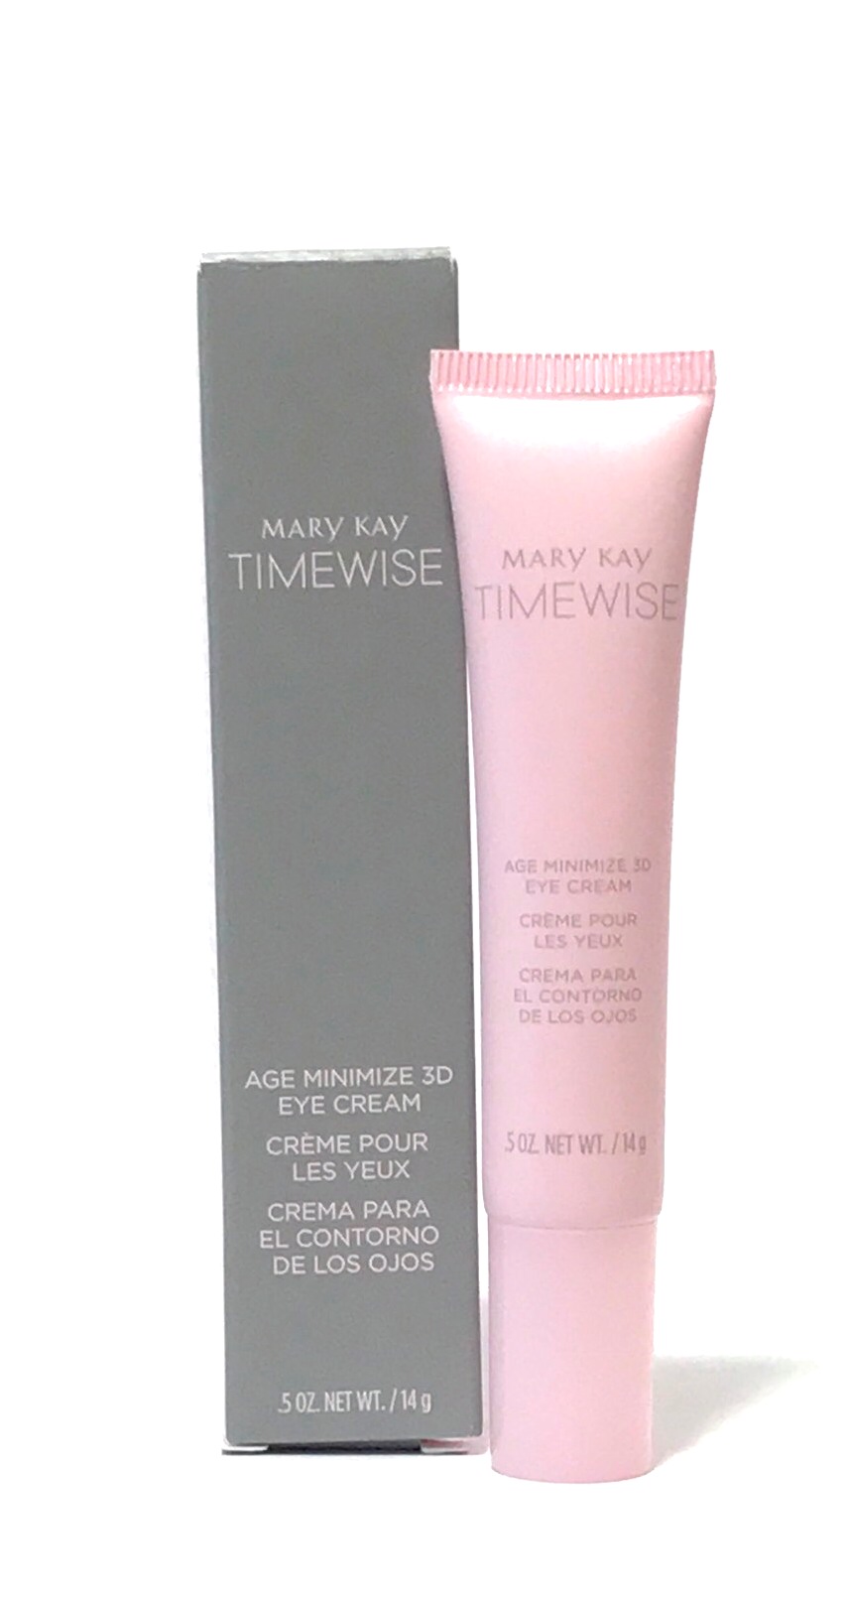 MARY KAY
TIMEWISE
AGE MINIMIZE 3D
EYE CREAM
CRÈME POUR
LES YEUX
CREMA PARA
EL CONTORNO
DE LOS OJOS
.5 OZ. NET WT. / 14 g
MARY KAY
TIMEWISE
AGE MINIMIZE 3D
EYE CREAM
CRÈME POUR
LES YEUX
CREMA PARA
EL CONTORNO
DE LOS OJOS
.5 OZ. NET WT. / 14 g